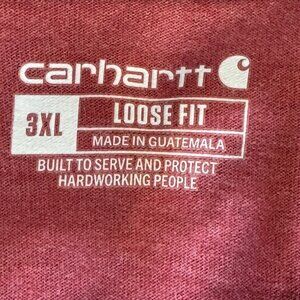 carhartt
3XL
LOOSE FIT
MADE IN GUATEMALA
BUILT TO SERVE AND PROTECT
HARDWORKING PEOPLE